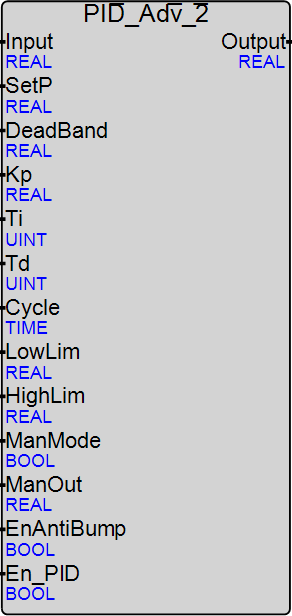 PID_Adv_2
Input Output
REAL REAL
SetP
REAL
DeadBand
REAL
Kp
REAL
Ti
UINT
Td
UINT
Cycle
TIME
LowLim
REAL
HighLim
REAL
ManMode
BOOL
ManOut
REAL
EnAntiBump
BOOL
En_PID
BOOL